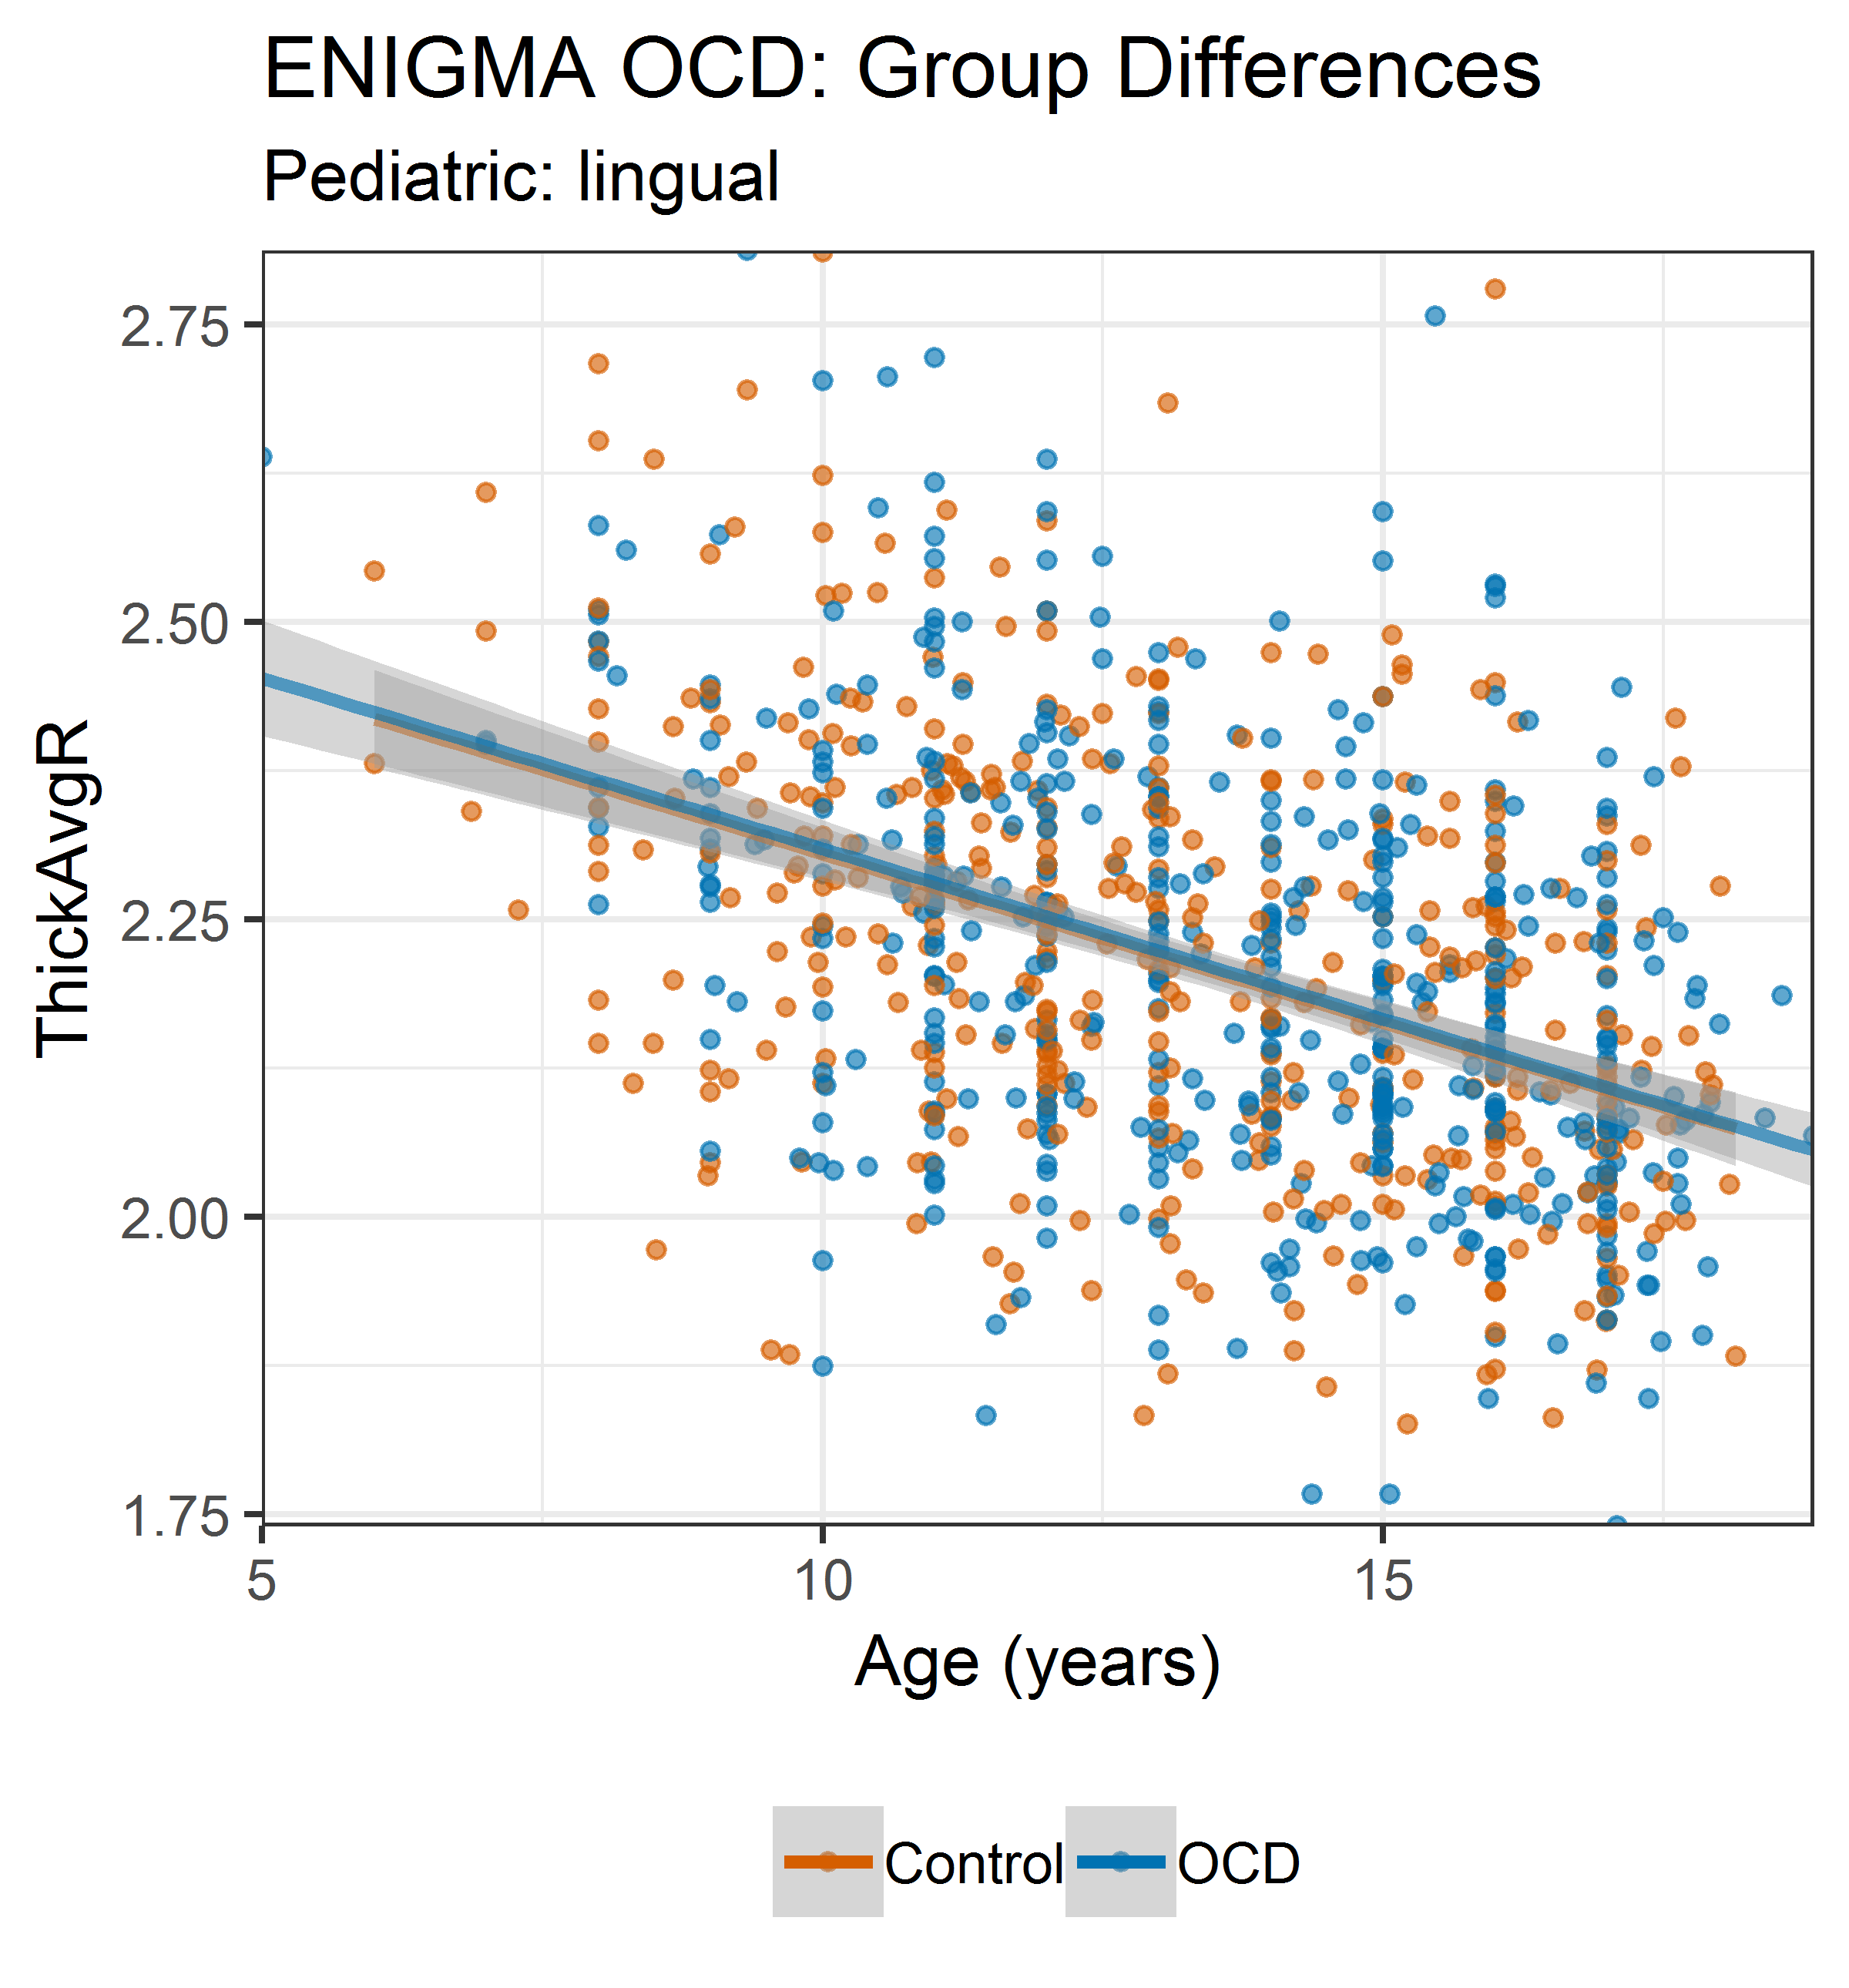 ENIGMA OCD: Group Differences
Pediatric: lingual
ThickAvgR
2.75
2.50
2.25
2.00
1.75
5 10 15
Age (years)
Control OCD